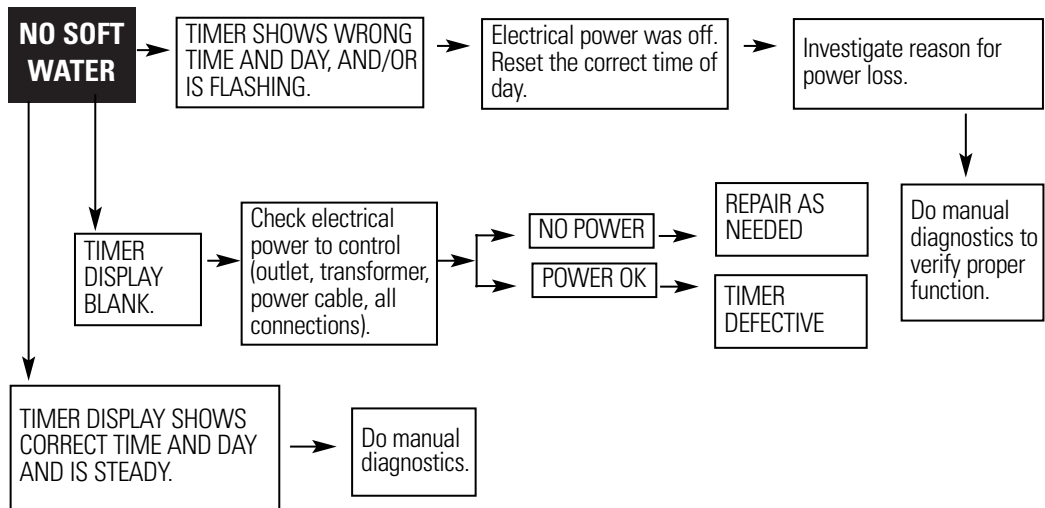 NO SOFT
WATER
TIMER SHOWS WRONG
TIME AND DAY, AND/OR
IS FLASHING.
Electrical power was off.
Reset the correct time of
day.
Investigate reason for
power loss.
Do manual
diagnostics to
verify proper
function.
TIMER
DISPLAY
BLANK.
Check electrical
power to control
(outlet, transformer,
power cable, all
connections).
NO POWER
REPAIR AS
NEEDED
POWER OK
TIMER
DEFECTIVE
TIMER DISPLAY SHOWS
CORRECT TIME AND DAY
AND IS STEADY.
Do manual
diagnostics.